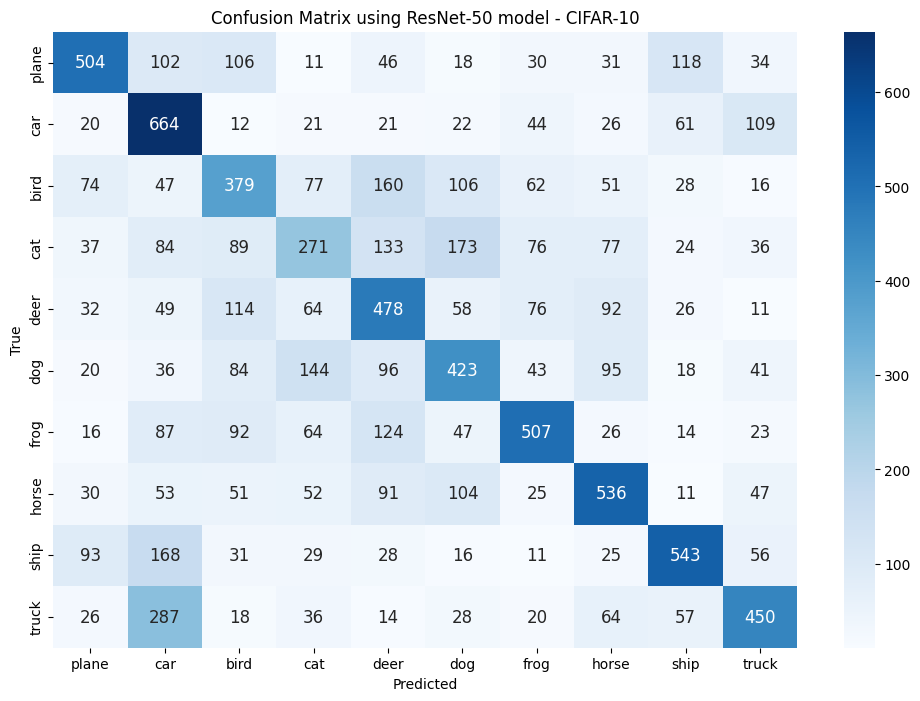 Confusion Matrix using ResNet-50 model - CIFAR-10
plane 504 102 106 11 46 18 30 31 118 34
car 20 664 12 21 21 22 44 26 61 109
bird 74 47 379 77 160 106 62 51 28 16
cat 37 84 89 271 133 173 76 77 24 36
deer 32 49 114 64 478 58 76 92 26 11
True
dog 20 36 84 144 96 423 43 95 18 41
frog 16 87 92 64 124 47 507 26 14 23
horse 30 53 51 52 91 104 25 536 11 47
ship 93 168 31 29 28 16 11 25 543 56
truck 26 287 18 36 14 28 20 64 57 450
plane car bird cat deer dog frog horse ship truck
Predicted
600
500
400
300
200
100